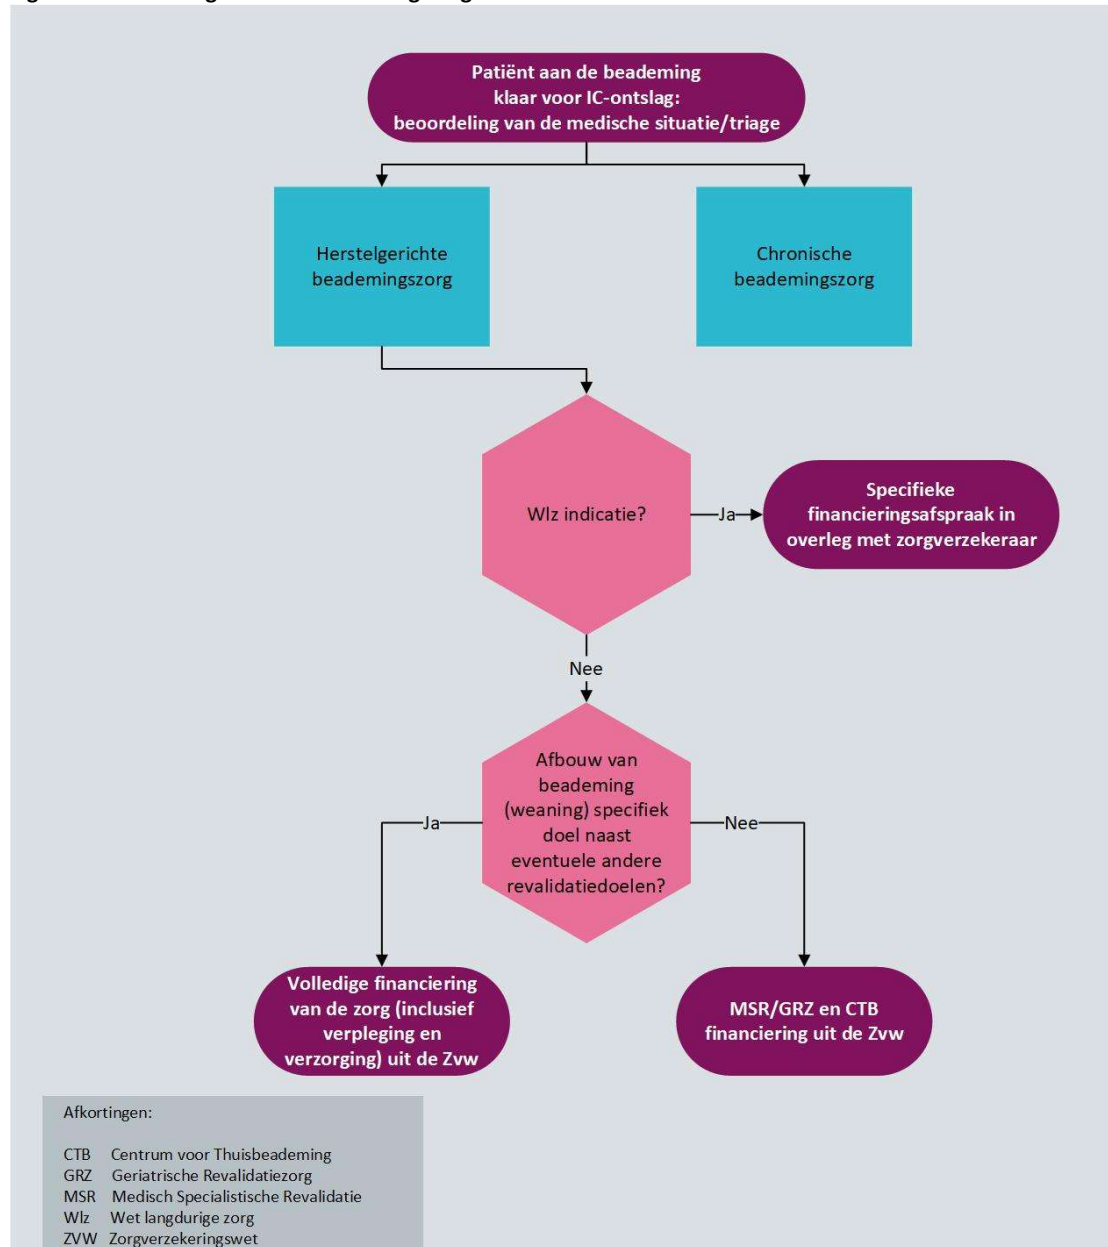 Patiënt aan de beademing
klaar voor IC-ontslag:
beoordeling van de medische situatie/triage
Herstelgerichte
beademingszorg
Chronische
beademingszorg
Wlz indicatie?
Ja
Specifieke
financieringsafspraak in
overleg met zorgverzekeraar
Nee
Afbouw van
beademing
(weaning) specifiek
doel naast
eventuele andere
revalidatiedoelen?
Ja
Nee
Volledige financiering
van de zorg (inclusief
verpleging en
verzorging) uit de Zvw
MSR/GRZ en CTB
financiering uit de Zvw
Afkortingen:
CTB Centrum voor Thuisbeademing
GRZ Geriatrische Revalidatiezorg
MSR Medisch Specialistische Revalidatie
Wlz Wet langdurige zorg
ZVW Zorgverzekeringswet